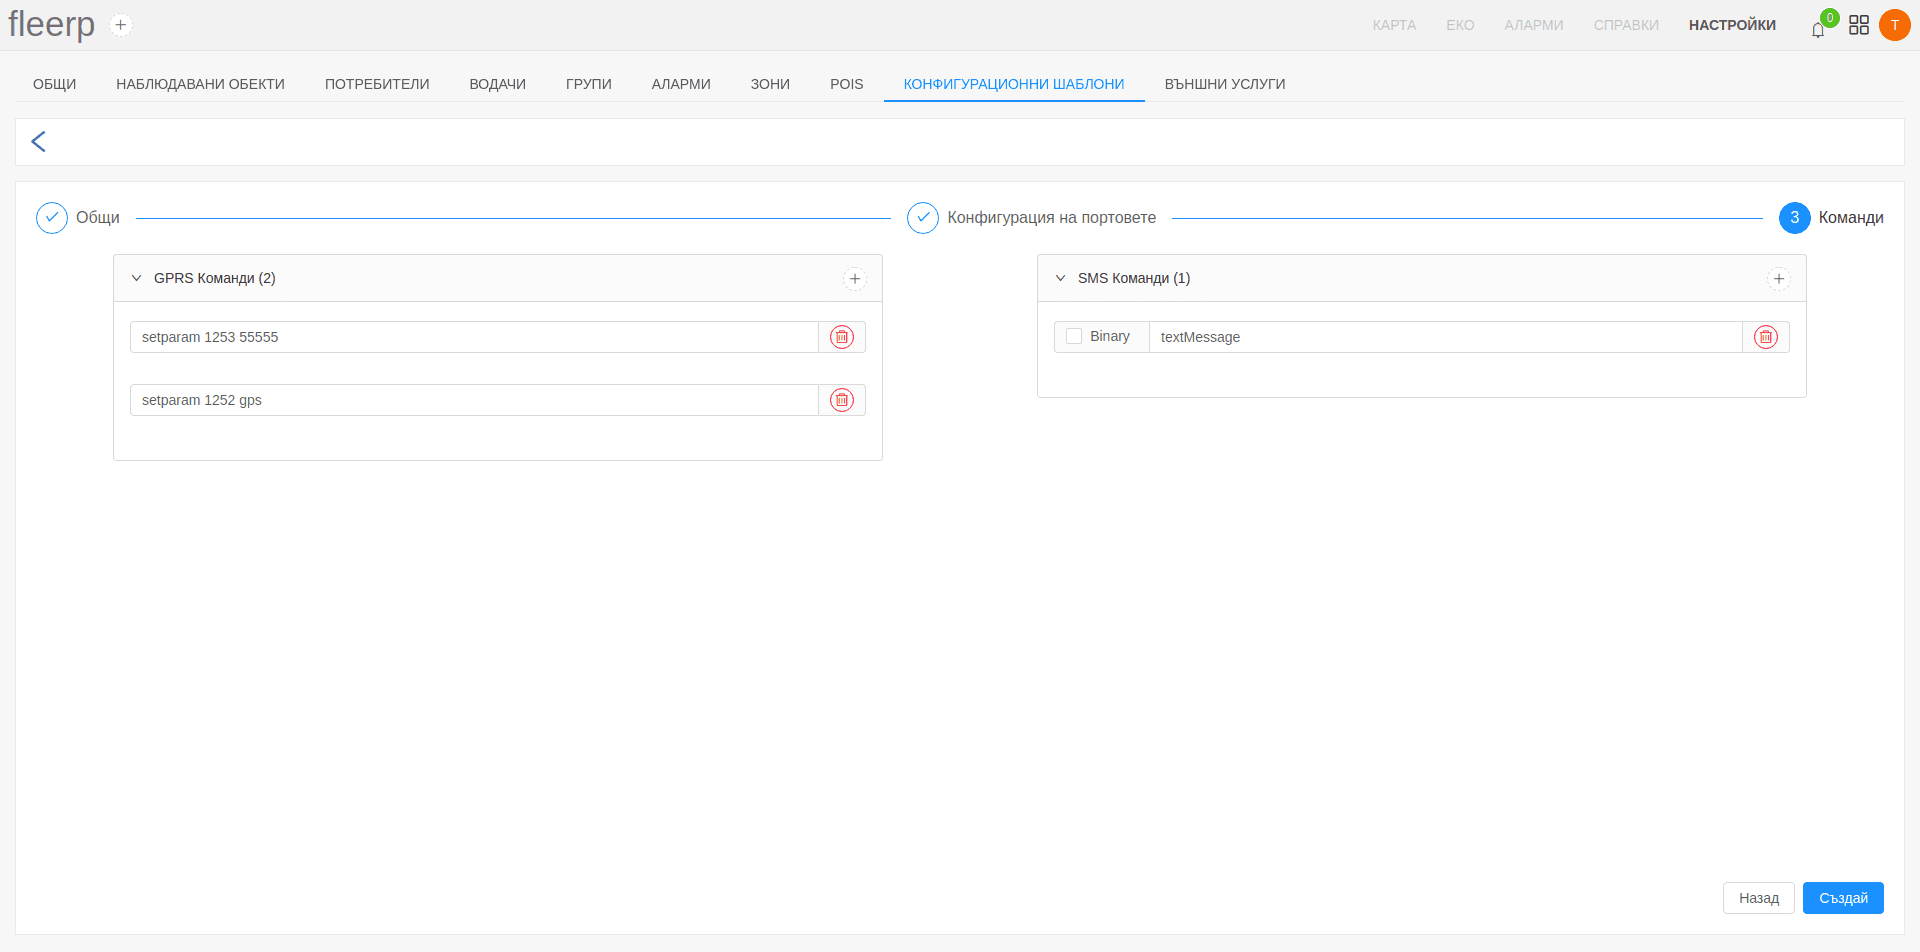 fleerp
КАРТА ЕКО АЛАРМИ СПРАВКИ НАСТРОЙКИ 0 T
ОБЩИ НАБЛЮДАВАНИ ОБЕКТИ ПОТРЕБИТЕЛИ ВОДАЧИ ГРУПИ АЛАРМИ ЗОНИ POIS КОНФИГУРАЦИОННИ ШАБЛОНИ ВЪНШНИ УСЛУГИ
Общи Конфигурация на портовете 3 Команди
GPRS Команди (2)
setparam 1253 55555
setparam 1252 gps
SMS Команди (1)
Binary textMessage
Назад Създай